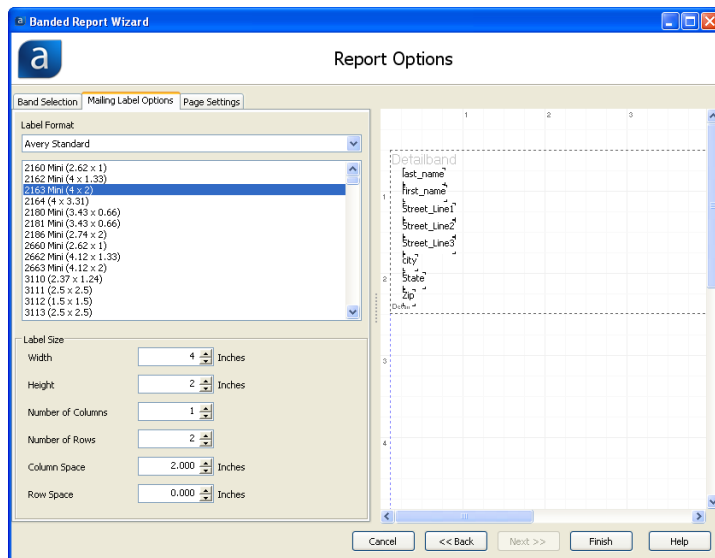 a Banded Report Wizard
a
Report Options
Band Selection Mailing Label Options Page Settings
Label Format
Avery Standard
2160 Mini (2.62 x 1)
2162 Mini (4 x 1.33)
2163 Mini (4 x 2)
2164 (4 x 3.31)
2180 Mini (3.43 x 0.66)
2181 Mini (3.43 x 0.66)
2186 Mini (2.74 x 2)
2660 Mini (2.62 x 1)
2662 Mini (4.12 x 1.33)
2663 Mini (4.12 x 2)
3110 (2.37 x 1.24)
3111 (2.5 x 2.5)
3112 (1.5 x 1.5)
3113 (2.5 x 2.5)
Label Size
Width 4 Inches
Height 2 Inches
Number of Columns 1
Number of Rows 2
Column Space 2.000 Inches
Row Space 0.000 Inches
1 2 3
Detailband
last_name
first_name
1
Street_Line1
Street_Line2
Street_Line3
city
2
State
Zip
3
4
Cancel << Back Next >> Finish Help